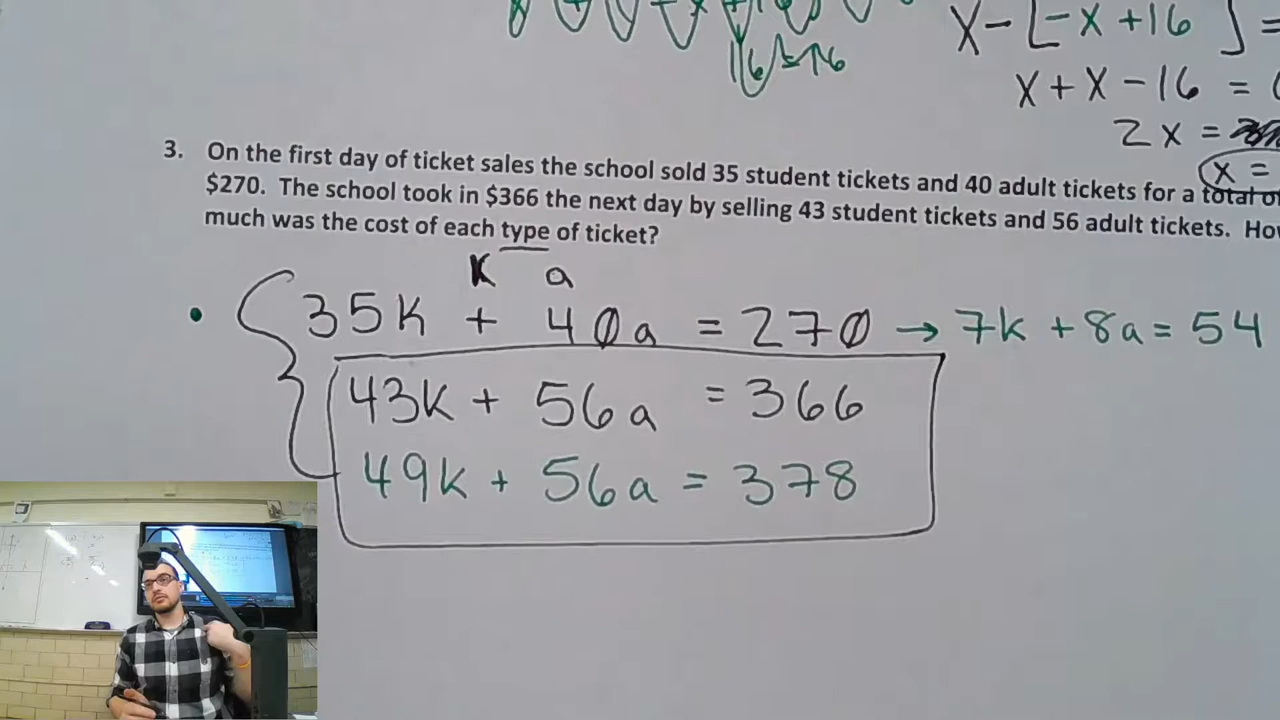 16 = 16
x - [-x + 16 ] =
x + x - 16 =
2x =
x =
3. On the first day of ticket sales the school sold 35 student tickets and 40 adult tickets for a total of
$270. The school took in $366 the next day by selling 43 student tickets and 56 adult tickets. How
much was the cost of each type of ticket?
K a
35k + 40a = 270 → 7k + 8a = 54
43k + 56a = 366
49k + 56a = 378